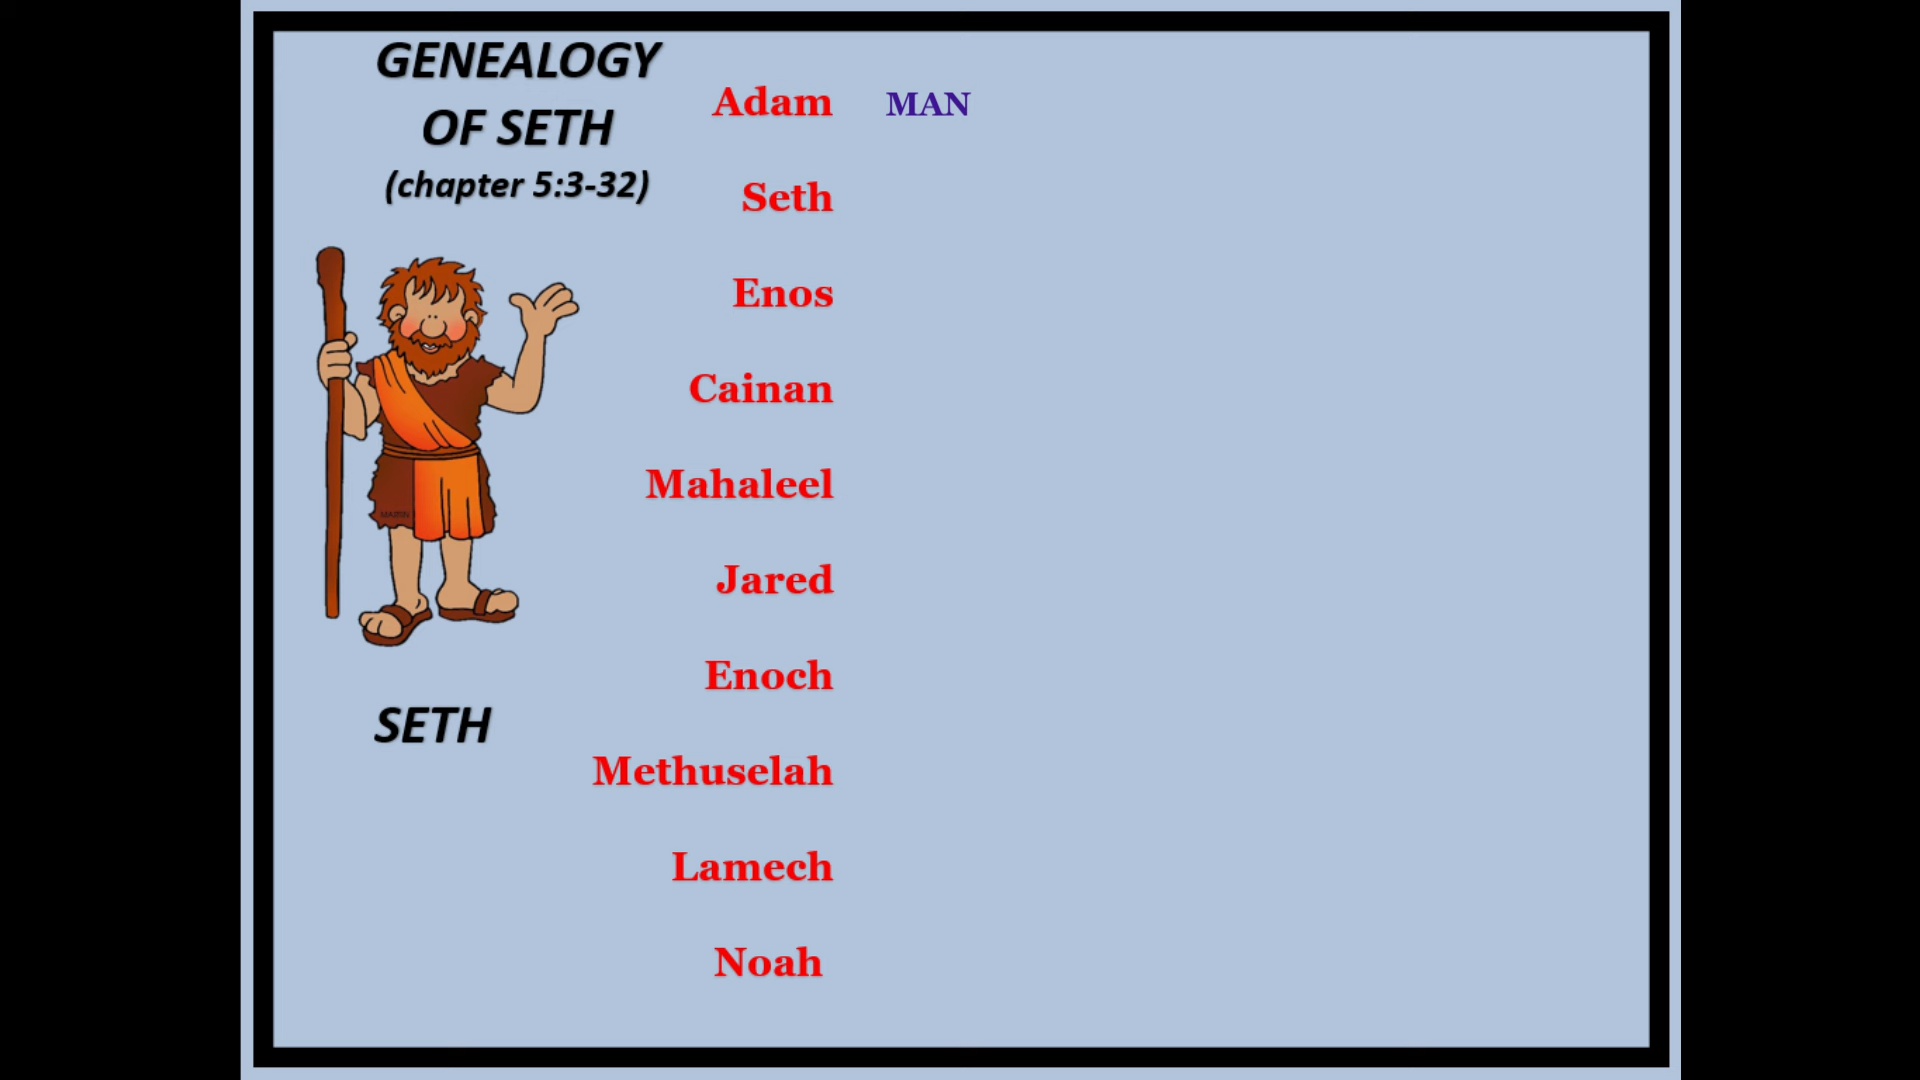 GENEALOGY
OF SETH
(chapter 5:3-32)
Adam MAN
Seth
Enos
Cainan
Mahaleel
Jared
Enoch
Methuselah
Lamech
Noah
MARTIN
SETH